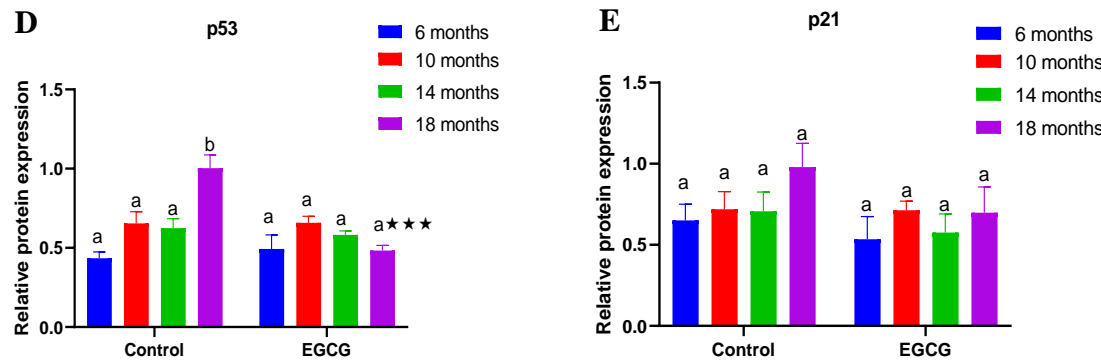 D
p53
6 months
10 months
14 months
18 months
Relative protein expression
1.5
1.0
0.5
0.0
a
a
a
b
a
a
a
a★★★
Control
EGCG
E
p21
6 months
10 months
14 months
18 months
Relative protein expression
1.5
1.0
0.5
0.0
a
a
a
a
a
a
a
a
Control
EGCG